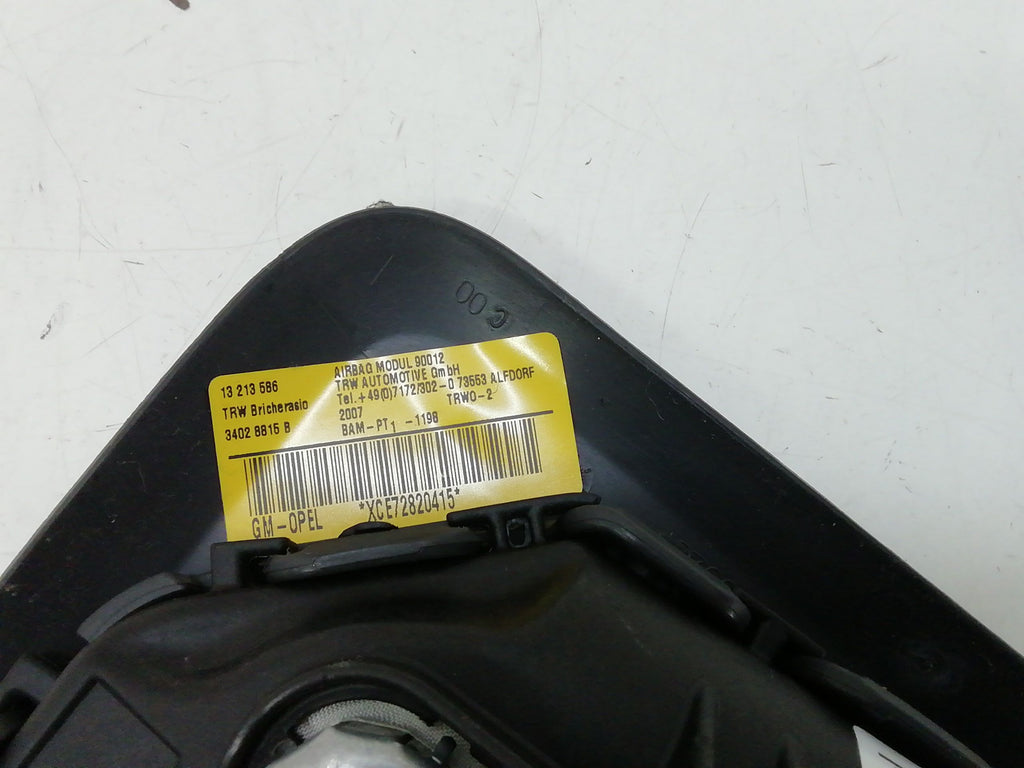 00 C
13 213 586
TRW Bricherasio
3402 8815 B
AIRBAG MODUL 90012
TRW AUTOMOTIVE GmbH
Tel.+49(0)7172/302-0 73553 ALFDORF
2007 TRWO-2
BAM-PT1 -1198
*XCE72820415*
GM-OPEL